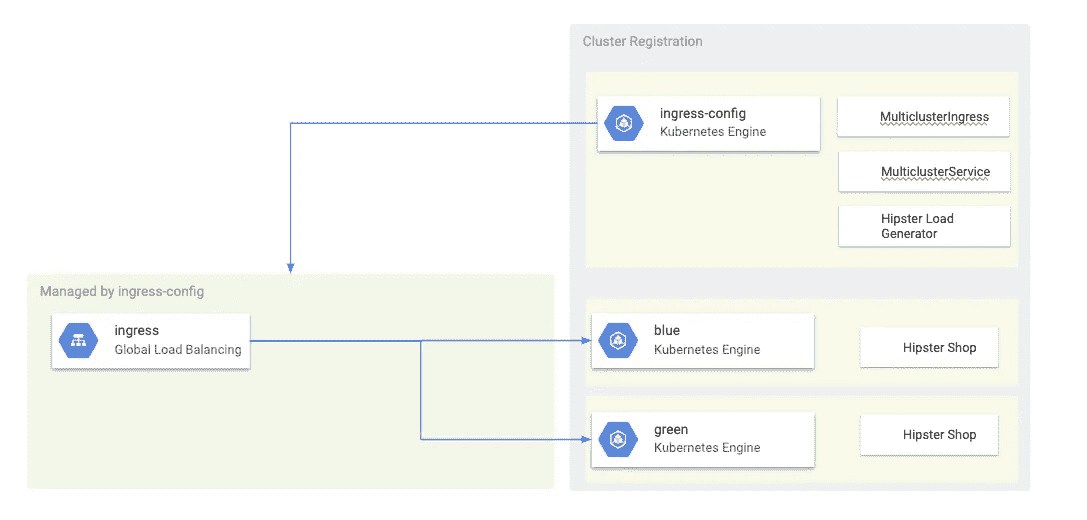 Cluster Registration
ingress-config
Kubernetes Engine
MulticlusterIngress
MulticlusterService
Hipster Load
Generator
Managed by ingress-config
ingress
Global Load Balancing
blue
Kubernetes Engine
Hipster Shop
green
Kubernetes Engine
Hipster Shop